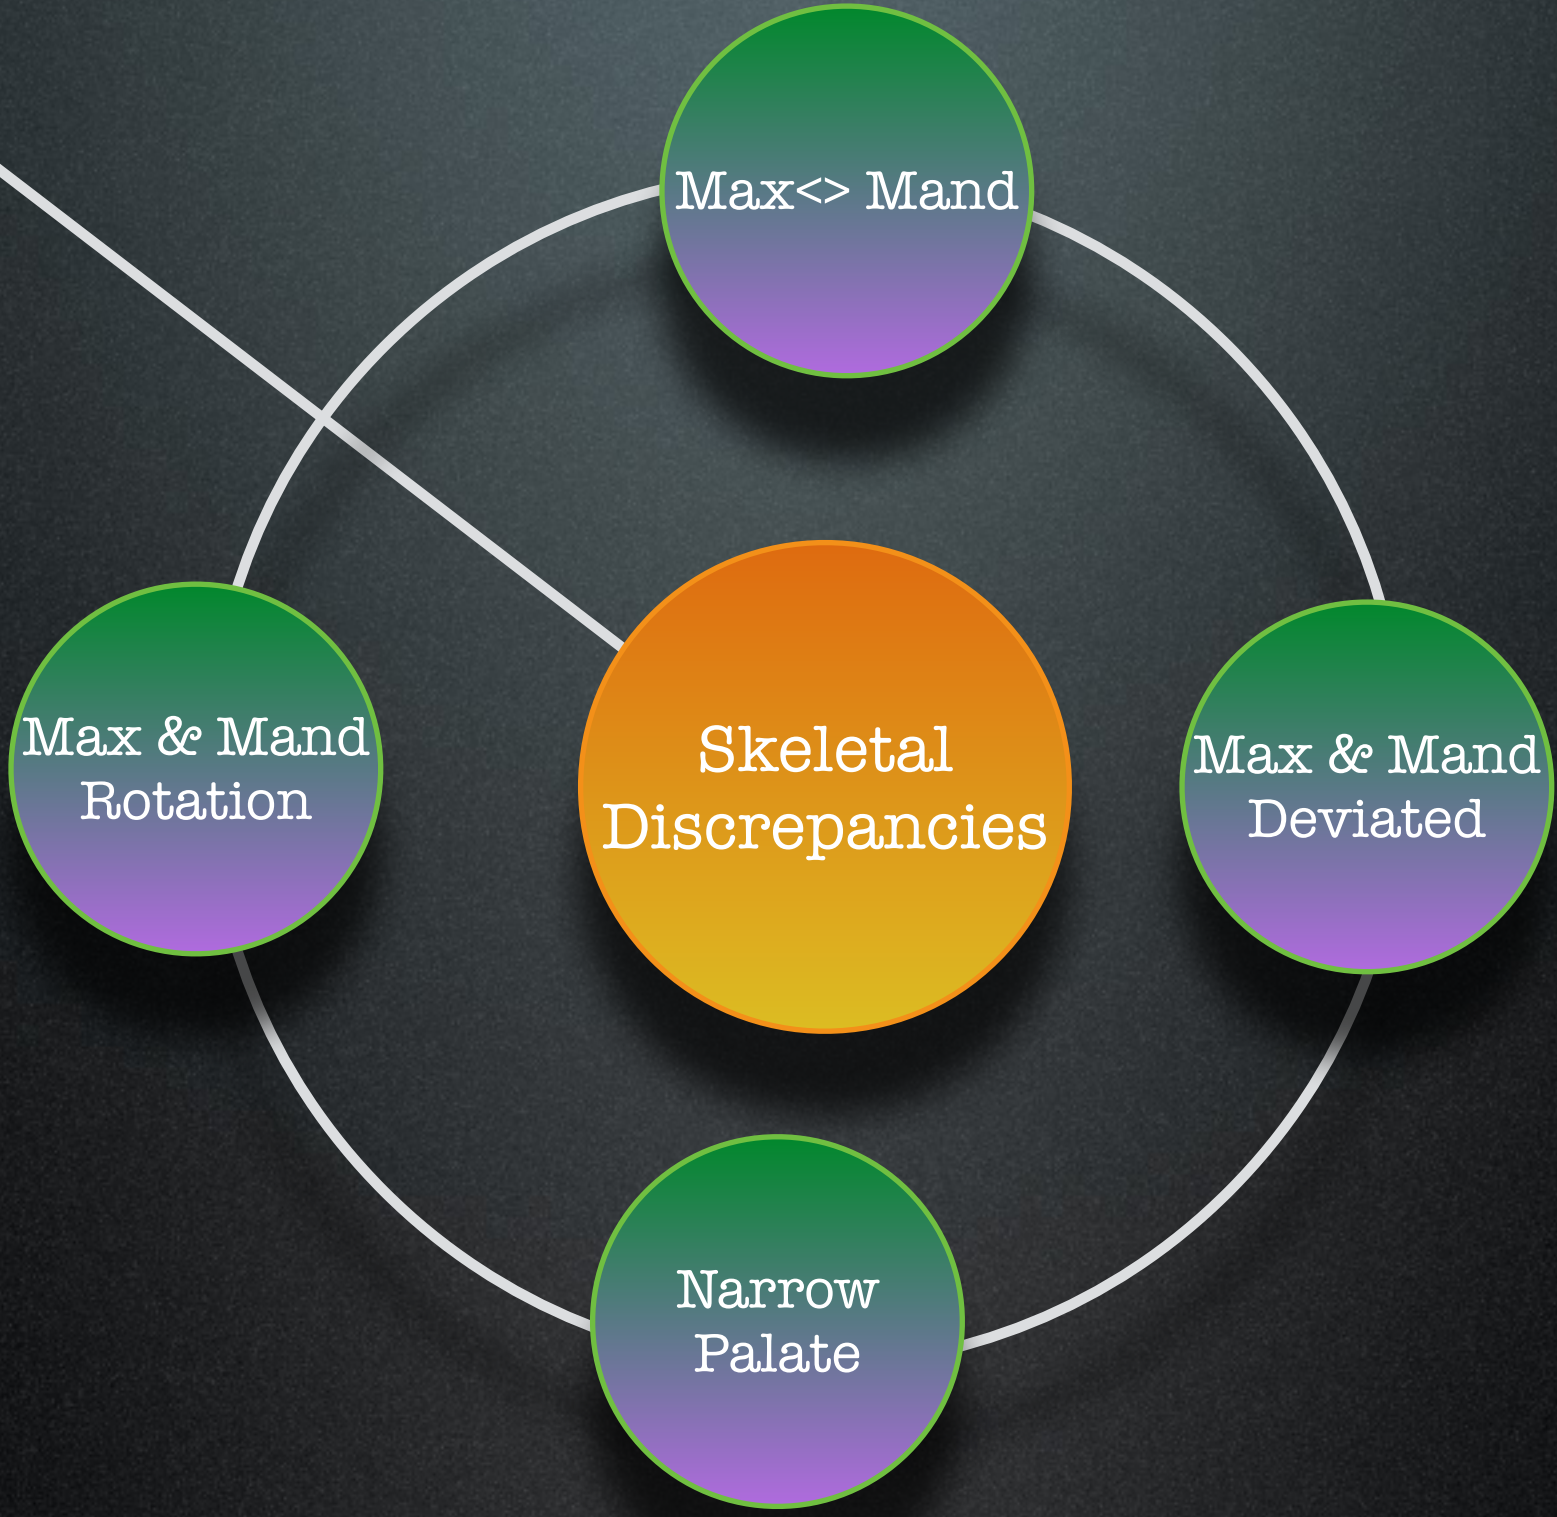 Max<> Mand
Max & Mand
Rotation
Skeletal
Discrepancies
Max & Mand
Deviated
Narrow
Palate